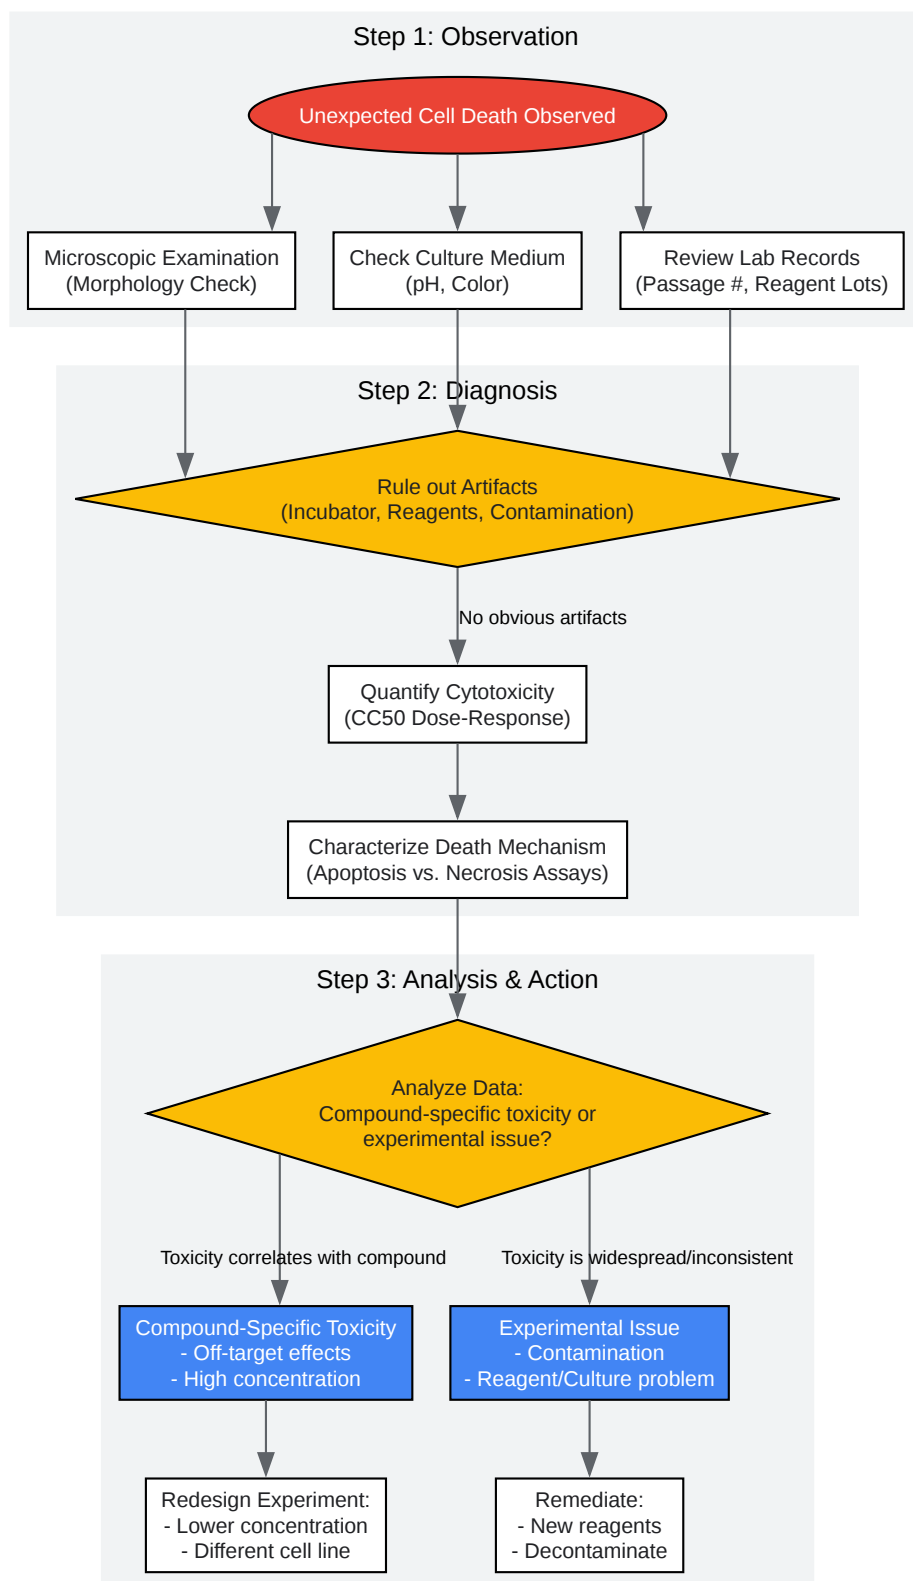 Step 1: Observation
Unexpected Cell Death Observed
Microscopic Examination
(Morphology Check)
Check Culture Medium
(pH, Color)
Review Lab Records
(Passage #, Reagent Lots)
Step 2: Diagnosis
Rule out Artifacts
(Incubator, Reagents, Contamination)
No obvious artifacts
Quantify Cytotoxicity
(CC50 Dose-Response)
Characterize Death Mechanism
(Apoptosis vs. Necrosis Assays)
Step 3: Analysis & Action
Analyze Data:
Compound-specific toxicity or
experimental issue?
Toxicity correlates with compound
Toxicity is widespread/inconsistent
Compound-Specific Toxicity
- Off-target effects
- High concentration
Experimental Issue
- Contamination
- Reagent/Culture problem
Redesign Experiment:
- Lower concentration
- Different cell line
Remediate:
- New reagents
- Decontaminate